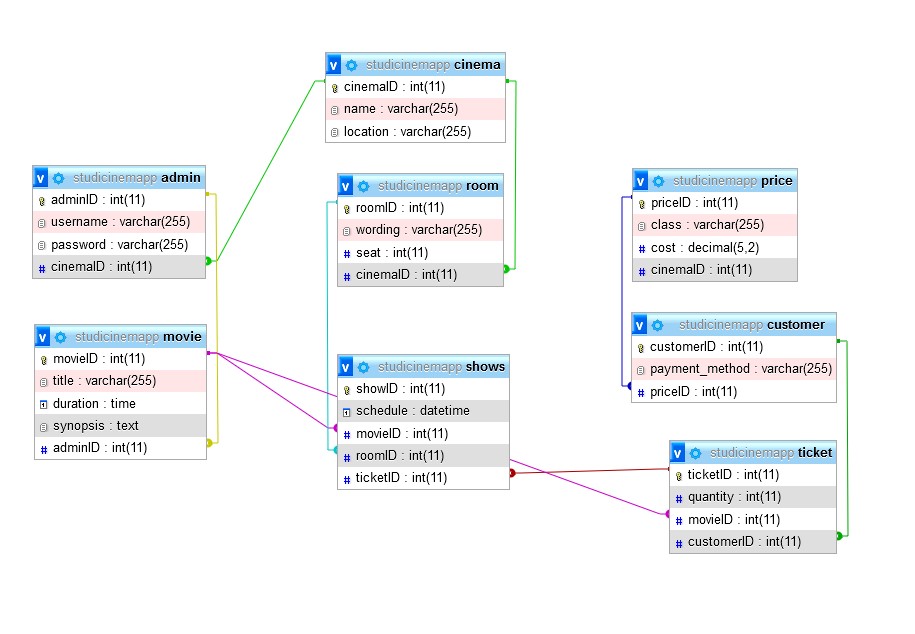 v studicinemapp cinema
cinemaID : int(11)
name : varchar(255)
location : varchar(255)
v studicinemapp admin
adminID : int(11)
username : varchar(255)
password : varchar(255)
# cinemaID : int(11)
v studicinemapp room
roomID : int(11)
wording : varchar(255)
# seat : int(11)
# cinemaID : int(11)
v studicinemapp price
priceID : int(11)
class : varchar(255)
# cost : decimal(5,2)
# cinemaID : int(11)
v studicinemapp movie
movieID : int(11)
title : varchar(255)
duration : time
synopsis : text
# adminID : int(11)
v studicinemapp shows
showID : int(11)
schedule : datetime
# movieID : int(11)
# roomID : int(11)
# ticketID : int(11)
v studicinemapp customer
customerID : int(11)
payment_method : varchar(255)
# priceID : int(11)
v studicinemapp ticket
ticketID : int(11)
# quantity : int(11)
# movieID : int(11)
# customerID : int(11)